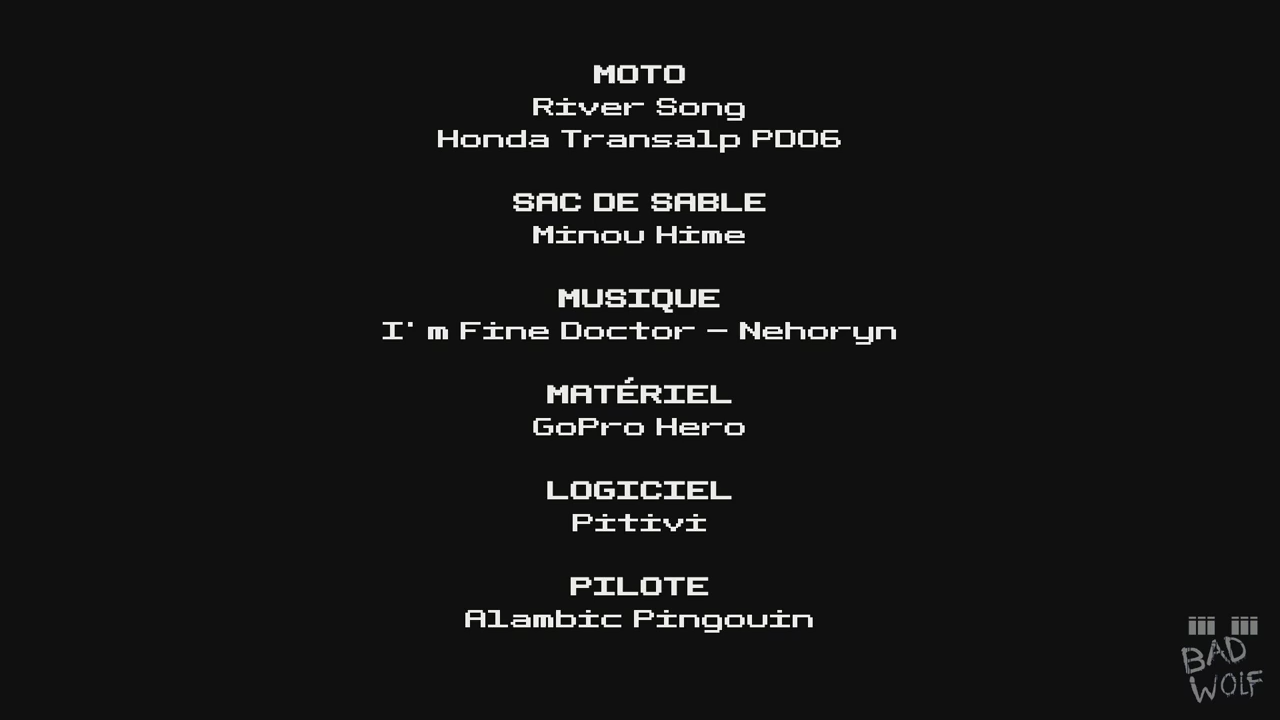 MOTO
River Song
Honda Transalp PD06
SAC DE SABLE
Minou Hime
MUSIQUE
I'm Fine Doctor – Nehoryn
MATÉRIEL
GoPro Hero
LOGICIEL
Pitivi
PILOTE
Alambic Pingouin
BAD
WOLF